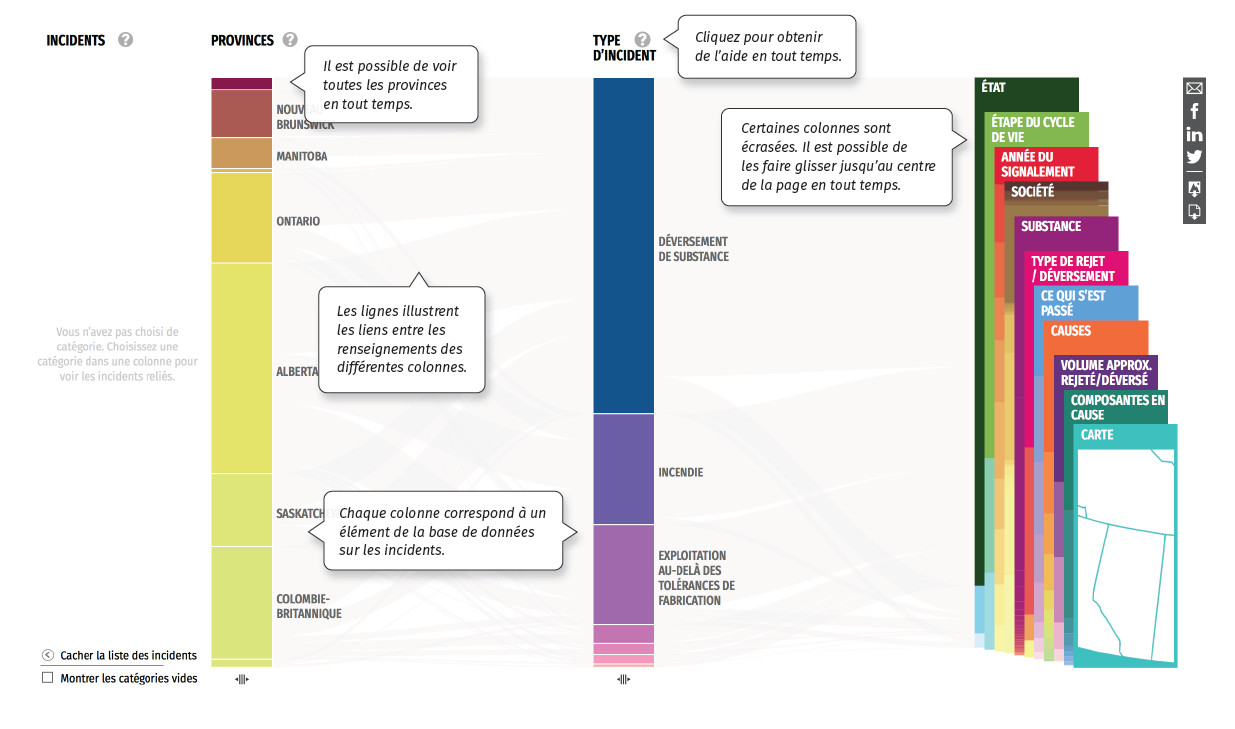 INCIDENTS ?
PROVINCES ?
TYPE ?
D'INCIDENT
Cliquez pour obtenir
de l'aide en tout temps.
Il est possible de voir
toutes les provinces
en tout temps.
BRUNSWICK
MANITOBA
ONTARIO
ALBERTA
COLOMBIE-
BRITANNIQUE
Vous n'avez pas choisi de
catégorie. Choisissez une
catégorie dans une colonne pour
voir les incidents reliés.
Les lignes illustrent
les liens entre les
renseignements des
différentes colonnes.
Chaque colonne correspond à un
élément de la base de données
sur les incidents.
DÉVERSEMENT
DE SUBSTANCE
INCENDIE
EXPLOITATION
AU-DELÀ DES
TOLÉRANCES DE
FABRICATION
Certaines colonnes sont
écrasées. Il est possible de
les faire glisser jusqu'au centre
de la page en tout temps.
ÉTAT
ÉTAPE DU CYCLE
DE VIE
ANNÉE DU
SIGNALEMENT
SOCIÉTÉ
SUBSTANCE
TYPE DE REJET
/ DÉVERSEMENT
CE QUI S'EST
PASSÉ
CAUSES
VOLUME APPROX.
REJETÉ/DÉVERSÉ
COMPOSANTES EN
CAUSE
CARTE
f
in
Cacher la liste des incidents
Montrer les catégories vides